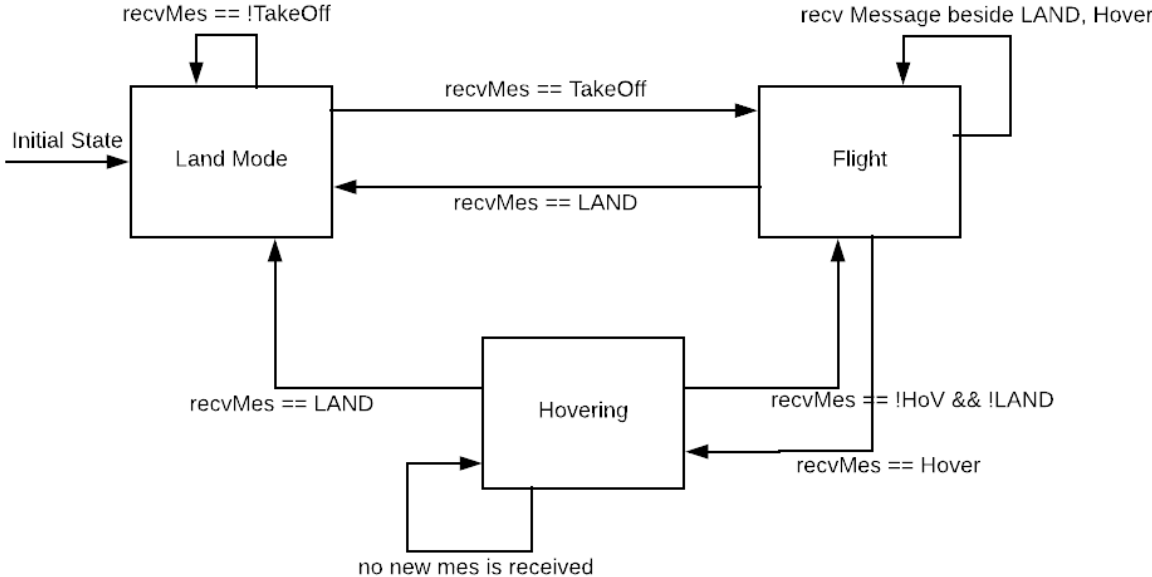 recvMes == !TakeOff
recv Message beside LAND, Hover
recvMes == TakeOff
Initial State
Land Mode
Flight
recvMes == LAND
recvMes == LAND
Hovering
recvMes == !HoV && !LAND
recvMes == Hover
no new mes is received